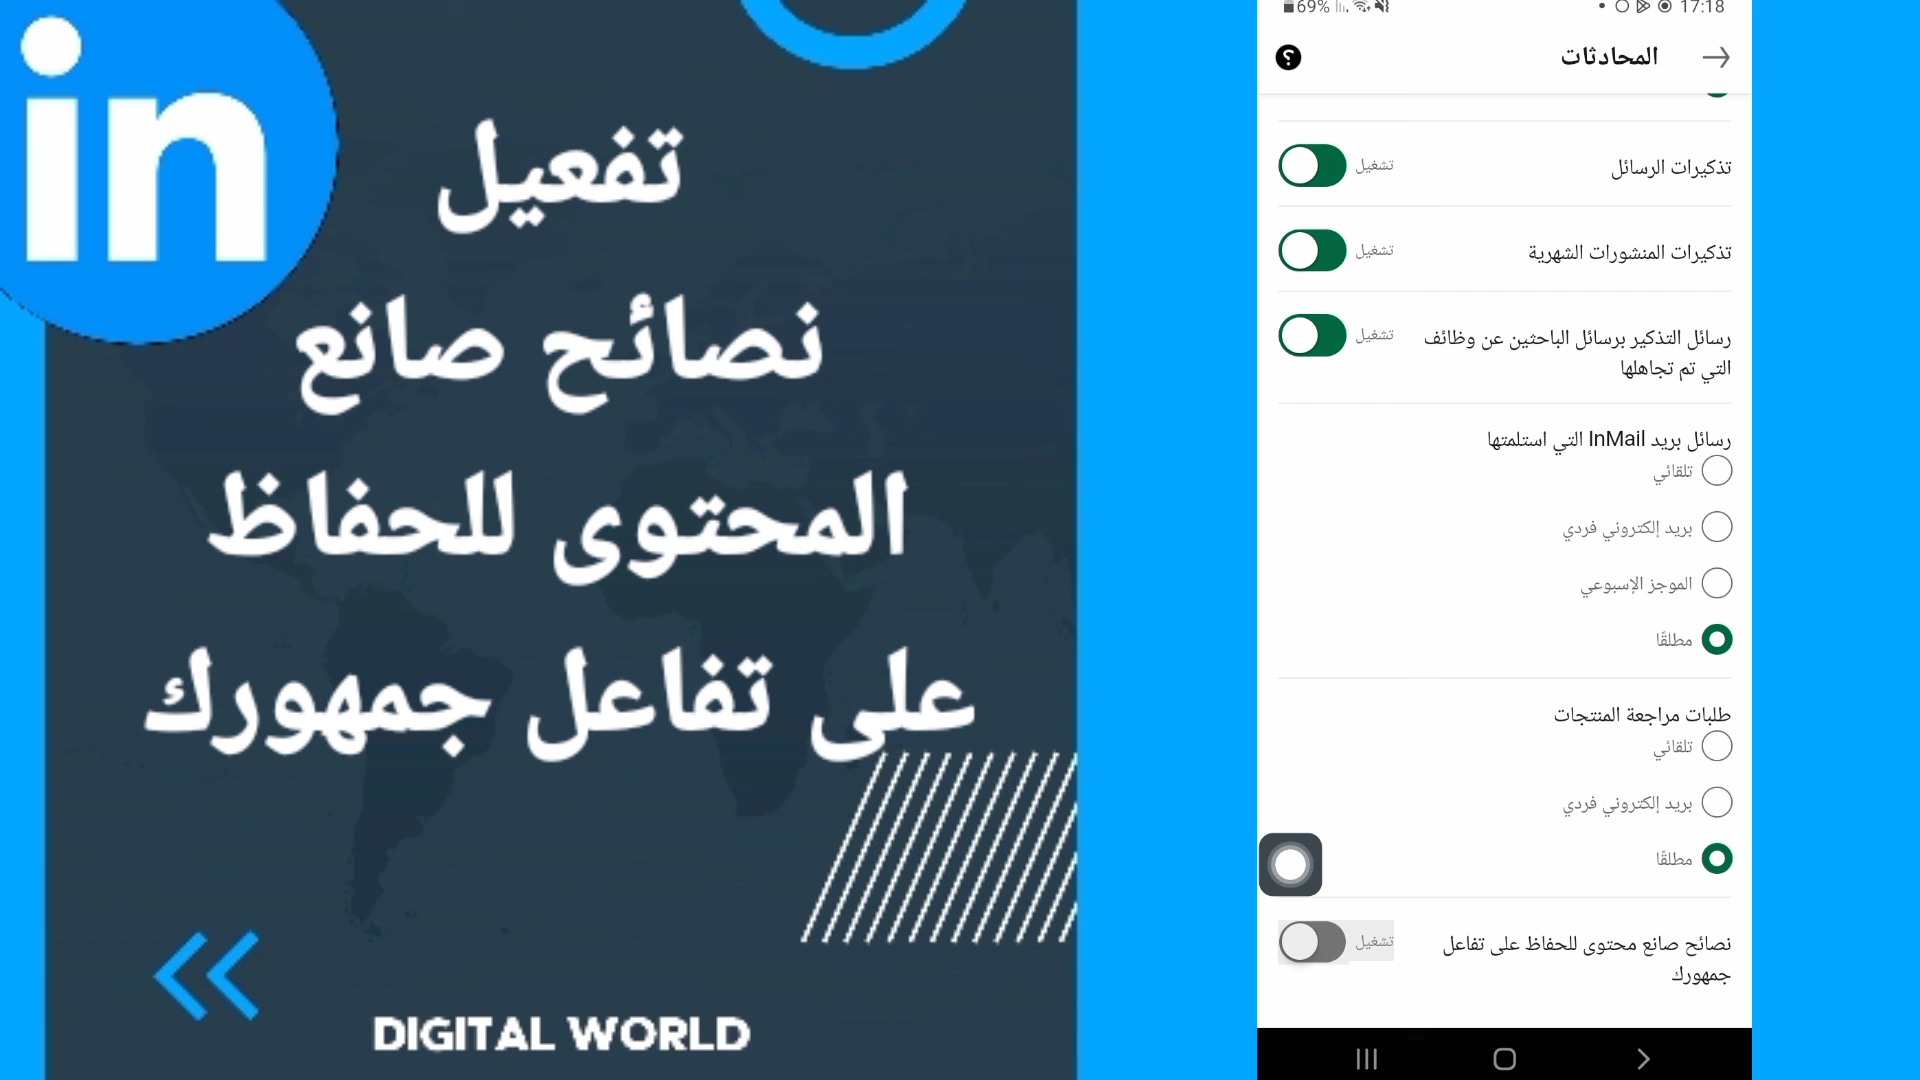 in
تفعيل
نصائح صانع
المحتوى للحفاظ
على تفاعل جمهورك
DIGITAL WORLD
69% 17:18
المحادثات
تذكيرات الرسائل تشغيل
تذكيرات المنشورات الشهرية تشغيل
رسائل التذكير برسائل الباحثين عن وظائف تشغيل
التي تم تجاهلها
رسائل بريد InMail التي استلمتها
تلقائي
بريد إلكتروني فردي
الموجز الإسبوعي
مطلقًا
طلبات مراجعة المنتجات
تلقائي
بريد إلكتروني فردي
مطلقًا
نصائح صانع محتوى للحفاظ على تفاعل تشغيل
جمهورك